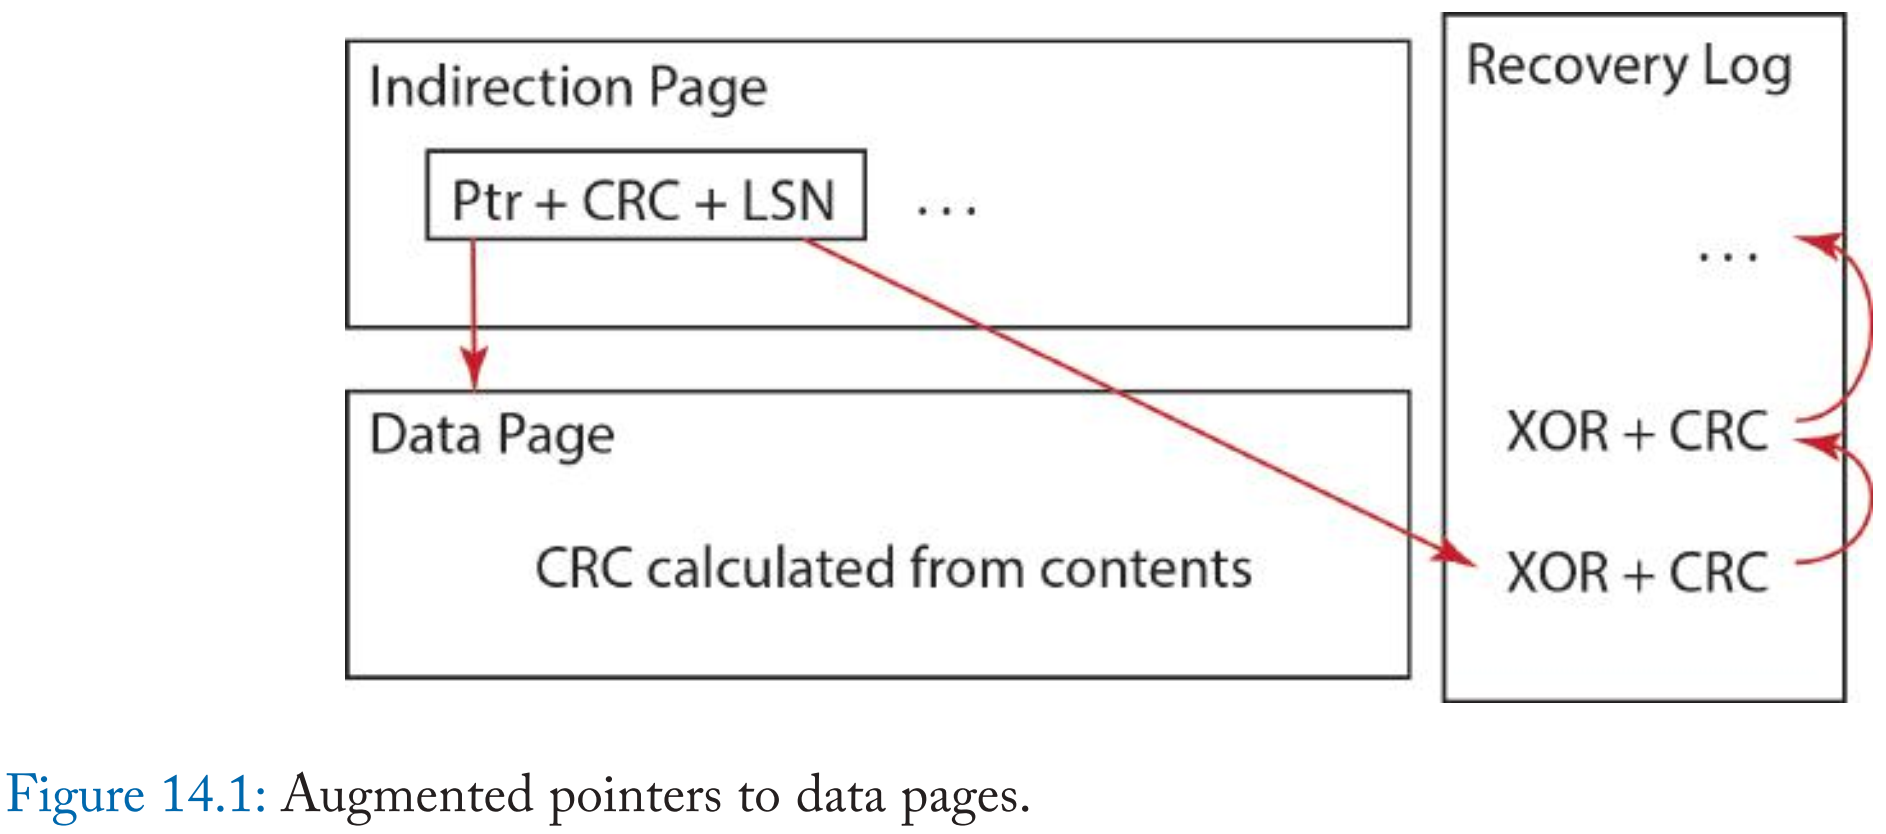 Indirection Page
Ptr + CRC + LSN
...
Data Page
CRC calculated from contents
Recovery Log
...
XOR + CRC
XOR + CRC
Figure 14.1: Augmented pointers to data pages.